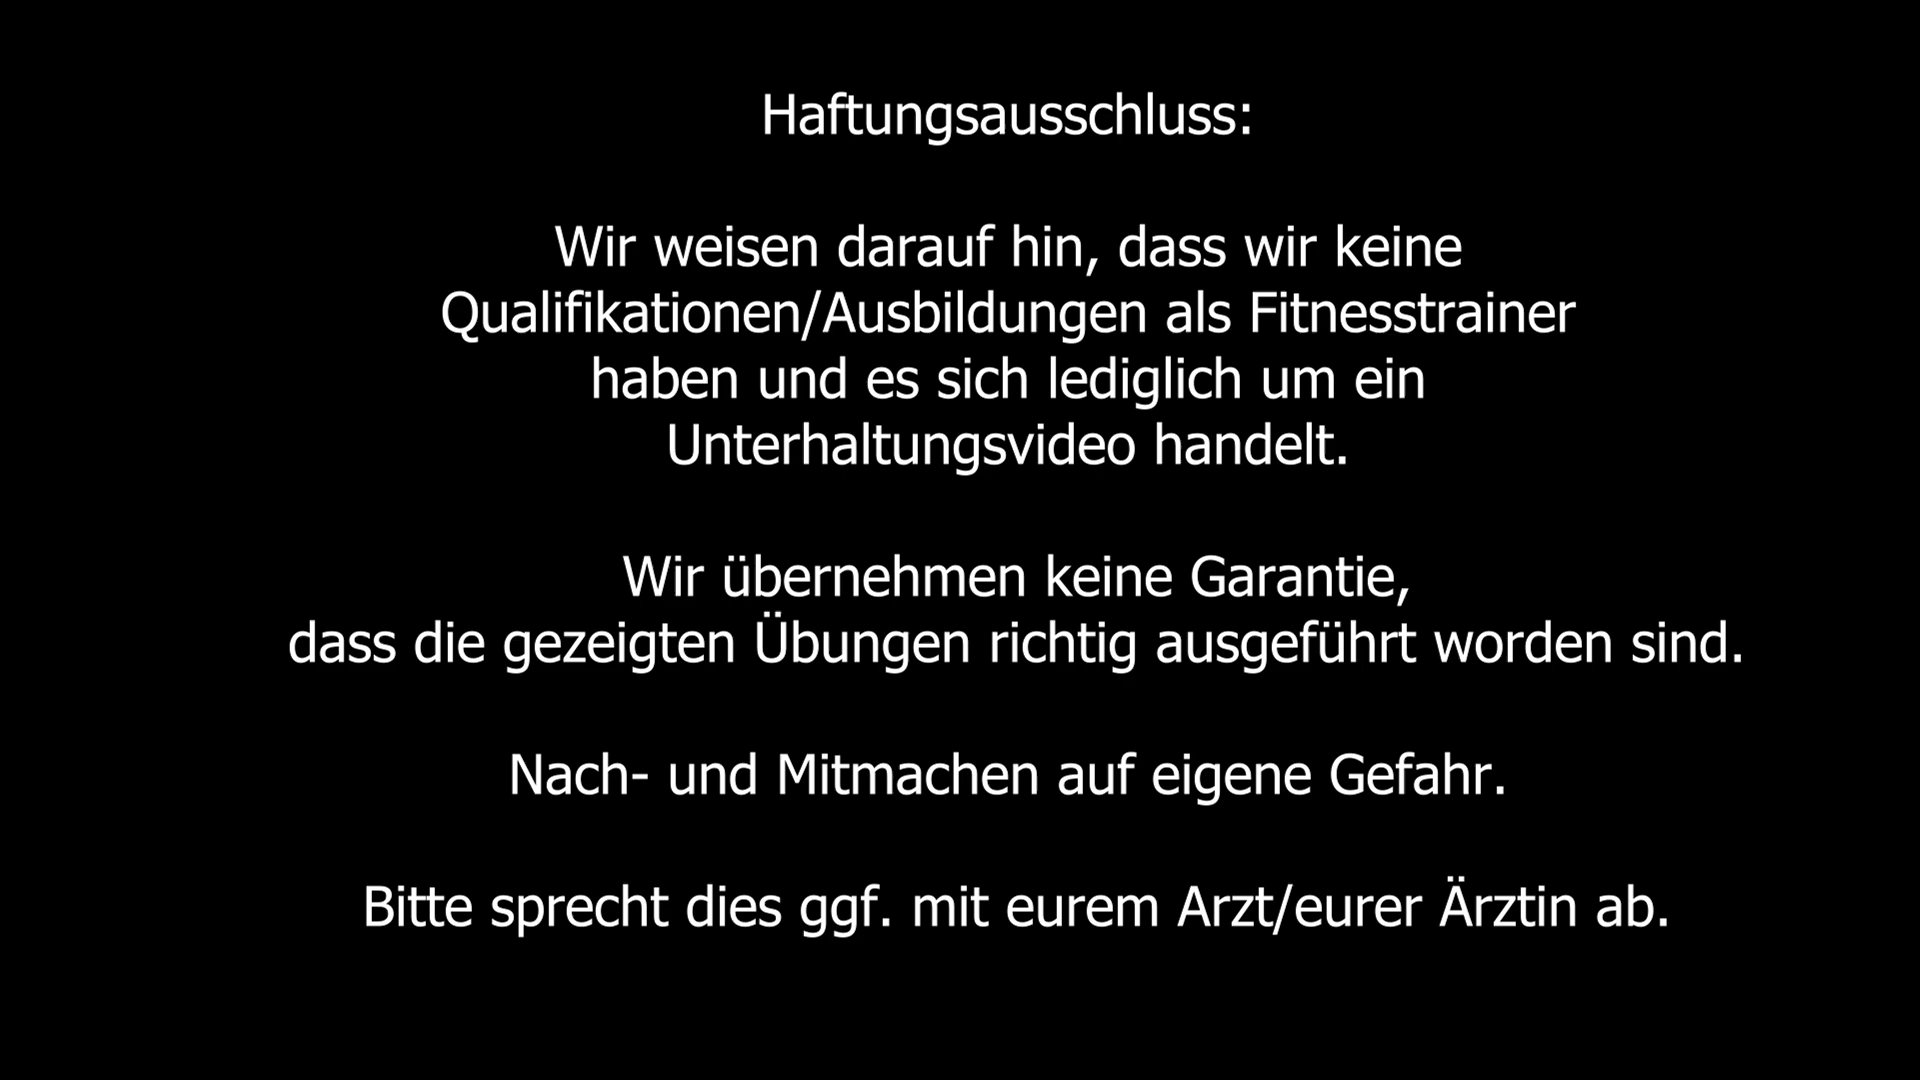 Haftungsausschluss:
Wir weisen darauf hin, dass wir keine
Qualifikationen/Ausbildungen als Fitnesstrainer
haben und es sich lediglich um ein
Unterhaltungsvideo handelt.
Wir übernehmen keine Garantie,
dass die gezeigten Übungen richtig ausgeführt worden sind.
Nach- und Mitmachen auf eigene Gefahr.
Bitte sprecht dies ggf. mit eurem Arzt/eurer Ärztin ab.